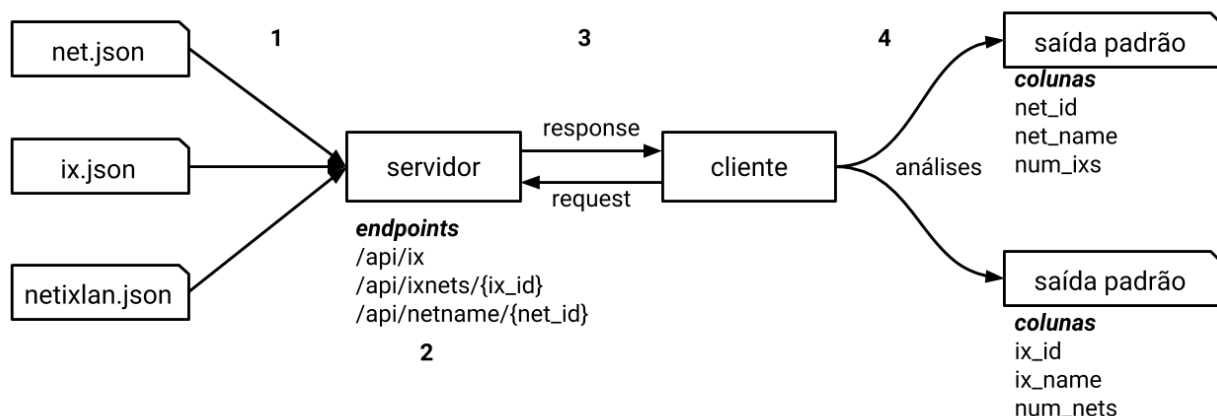 net.json
1
3
4
saída padrão
colunas
net_id
net_name
num_ixs
ix.json
servidor
response
request
cliente
análises
endpoints
/api/ix
/api/ixnets/{ix_id}
/api/netname/{net_id}
2
netixlan.json
saída padrão
colunas
ix_id
ix_name
num_nets